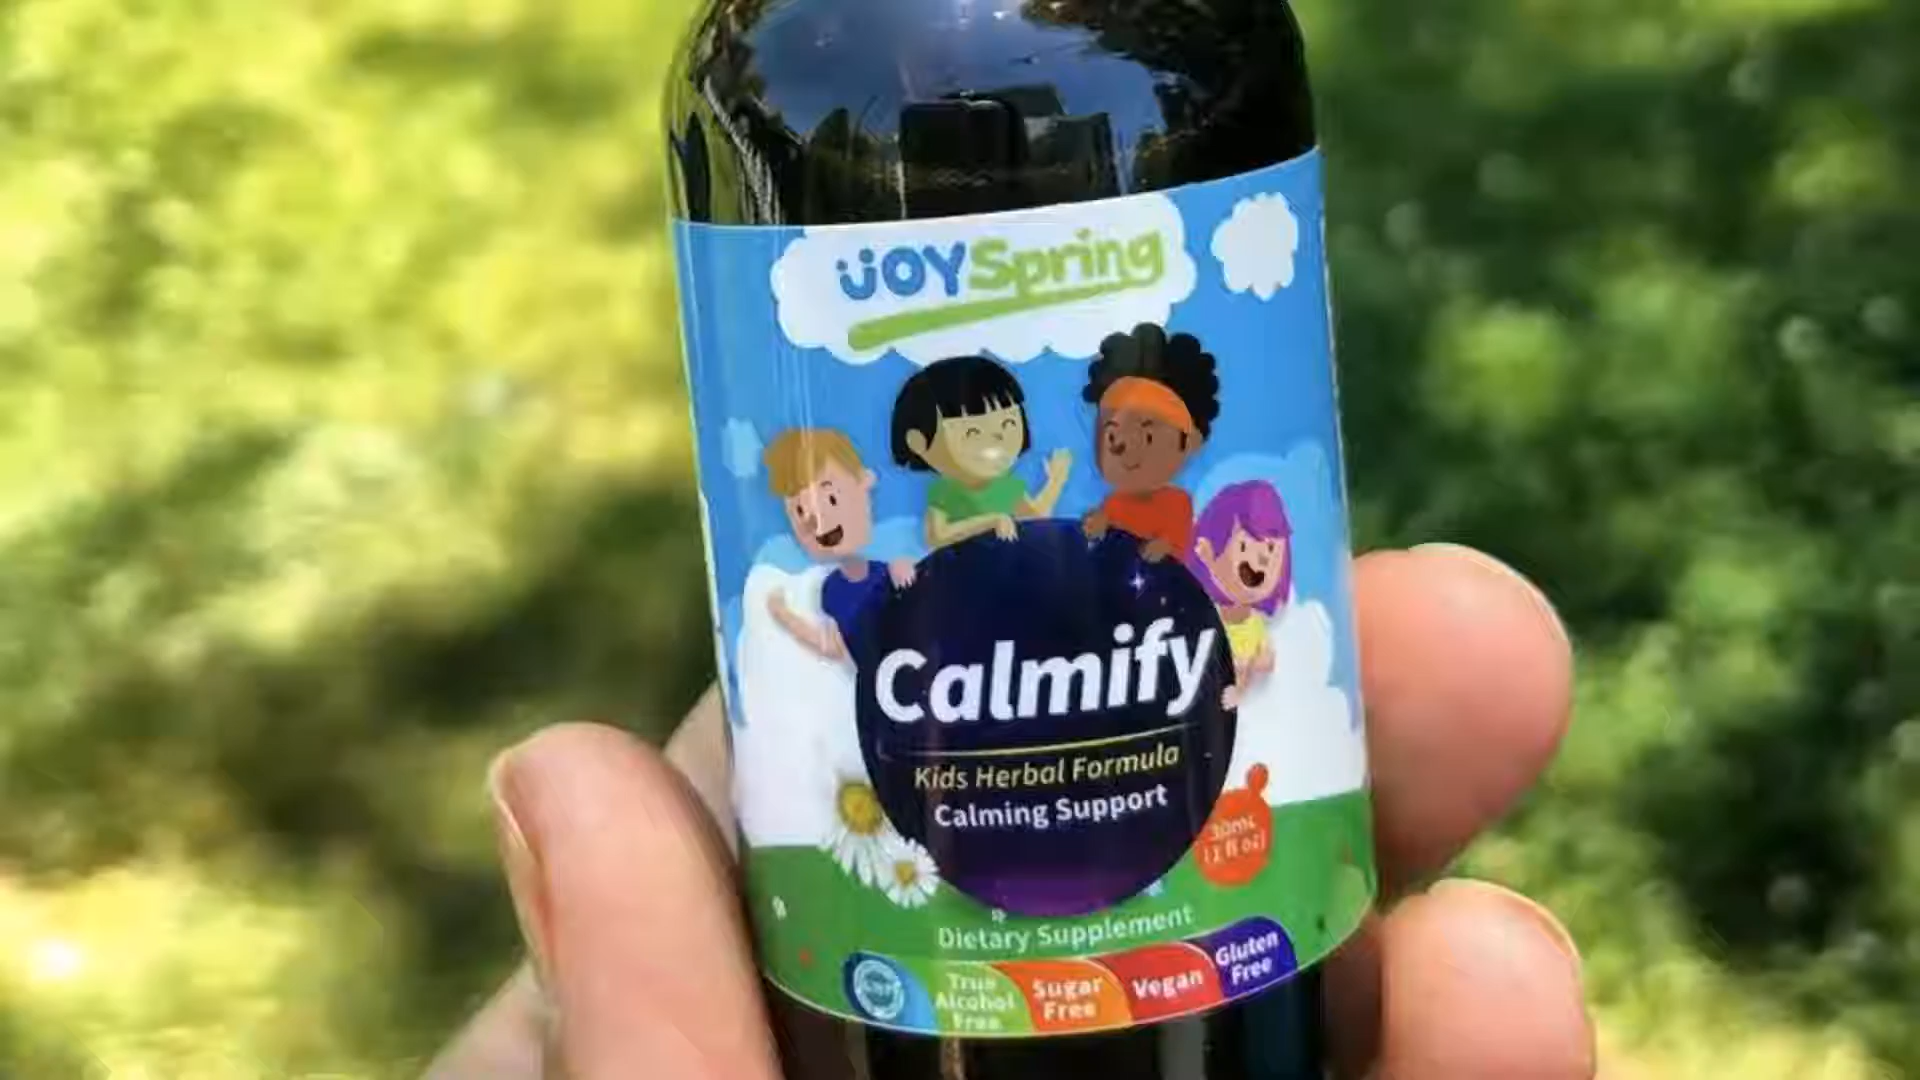 JOYSpring
Calmify
Kids Herbal Formula
Calming Support
30mL
(1 fl oz)
Dietary Supplement
GMP
True
Alcohol
Free
Sugar
Free
Vegan
Gluten
Free